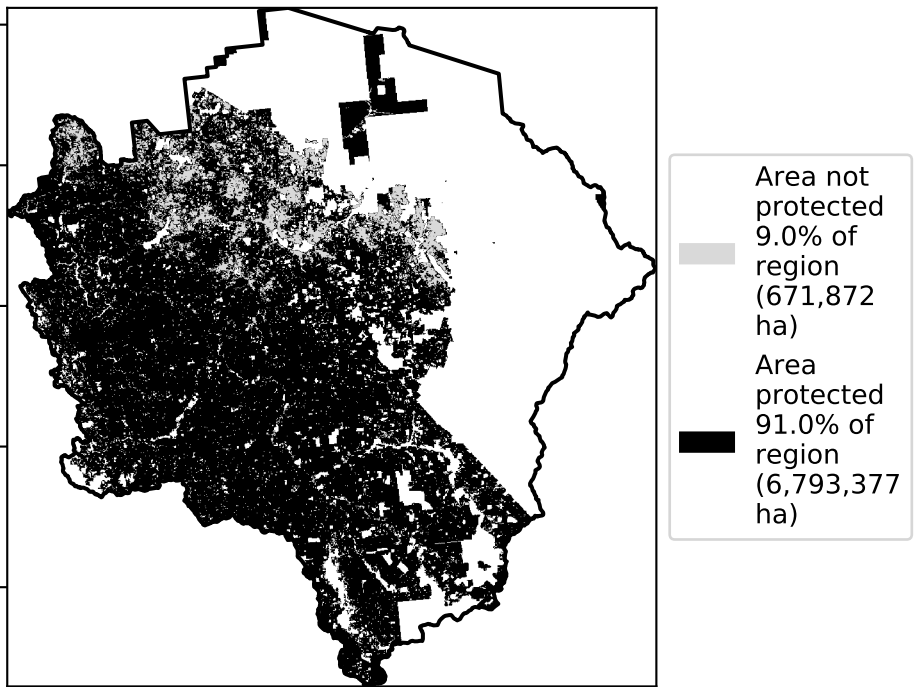 Area not
protected
9.0% of
region
(671,872
ha)
Area
protected
91.0% of
region
(6,793,377
ha)